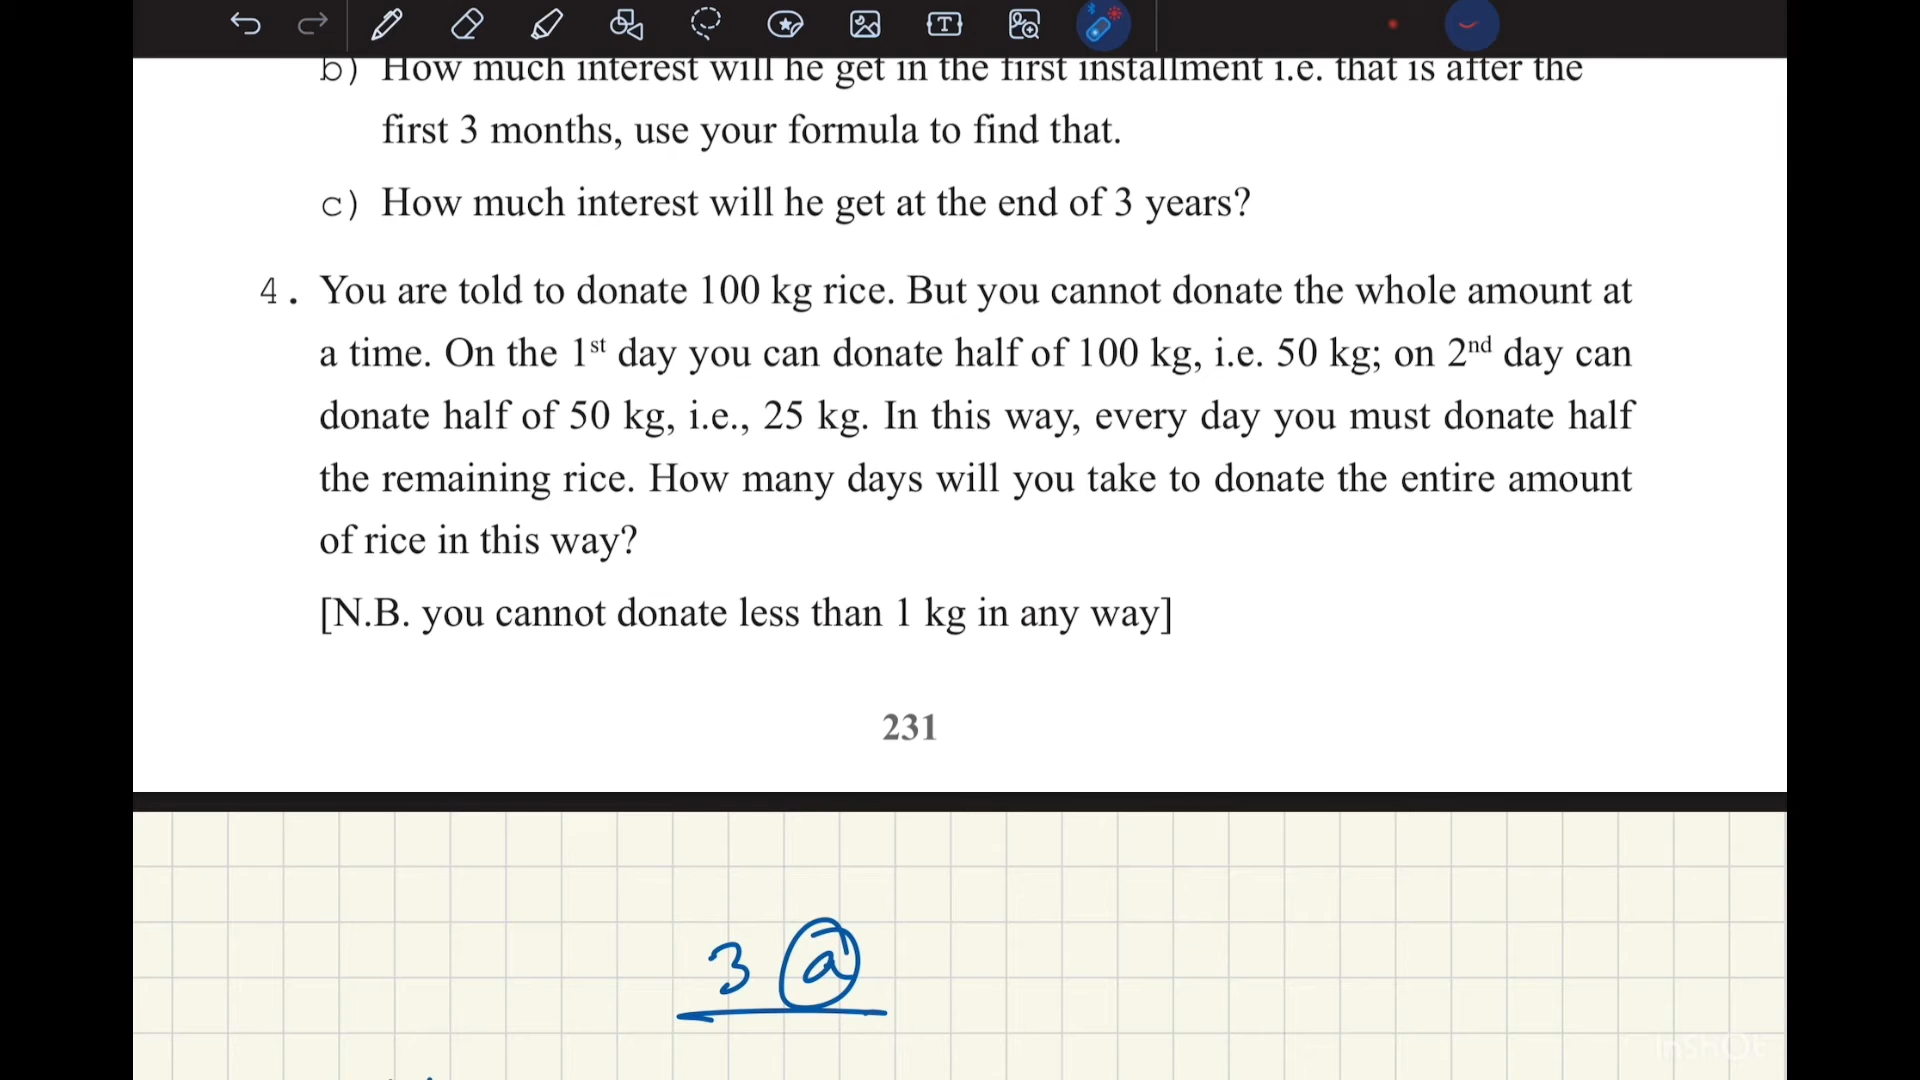 b) How much interest will he get in the first installment i.e. that is after the
first 3 months, use your formula to find that.
c) How much interest will he get at the end of 3 years?
4. You are told to donate 100 kg rice. But you cannot donate the whole amount at
a time. On the 1st day you can donate half of 100 kg, i.e. 50 kg; on 2nd day can
donate half of 50 kg, i.e., 25 kg. In this way, every day you must donate half
the remaining rice. How many days will you take to donate the entire amount
of rice in this way?
[N.B. you cannot donate less than 1 kg in any way]
231
3 a
InShOt